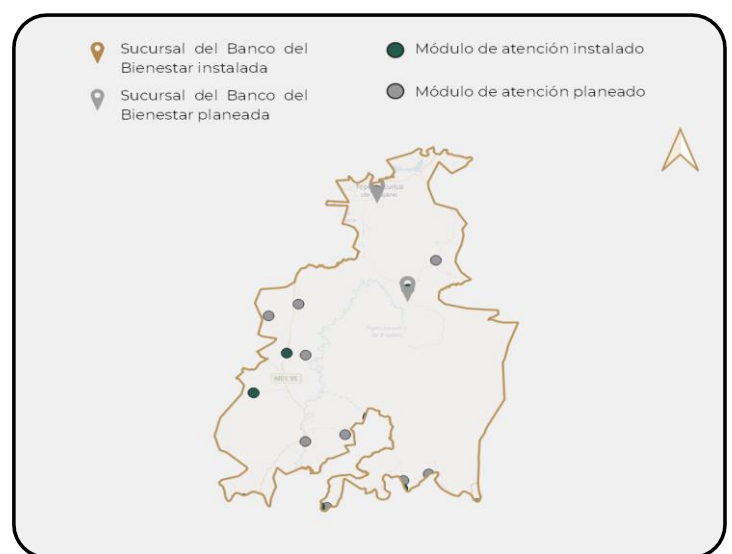 Sucursal del Banco del
Bienestar instalada
Sucursal del Banco del
Bienestar planeada
Módulo de atención instalado
Módulo de atención planeado
MEX 95